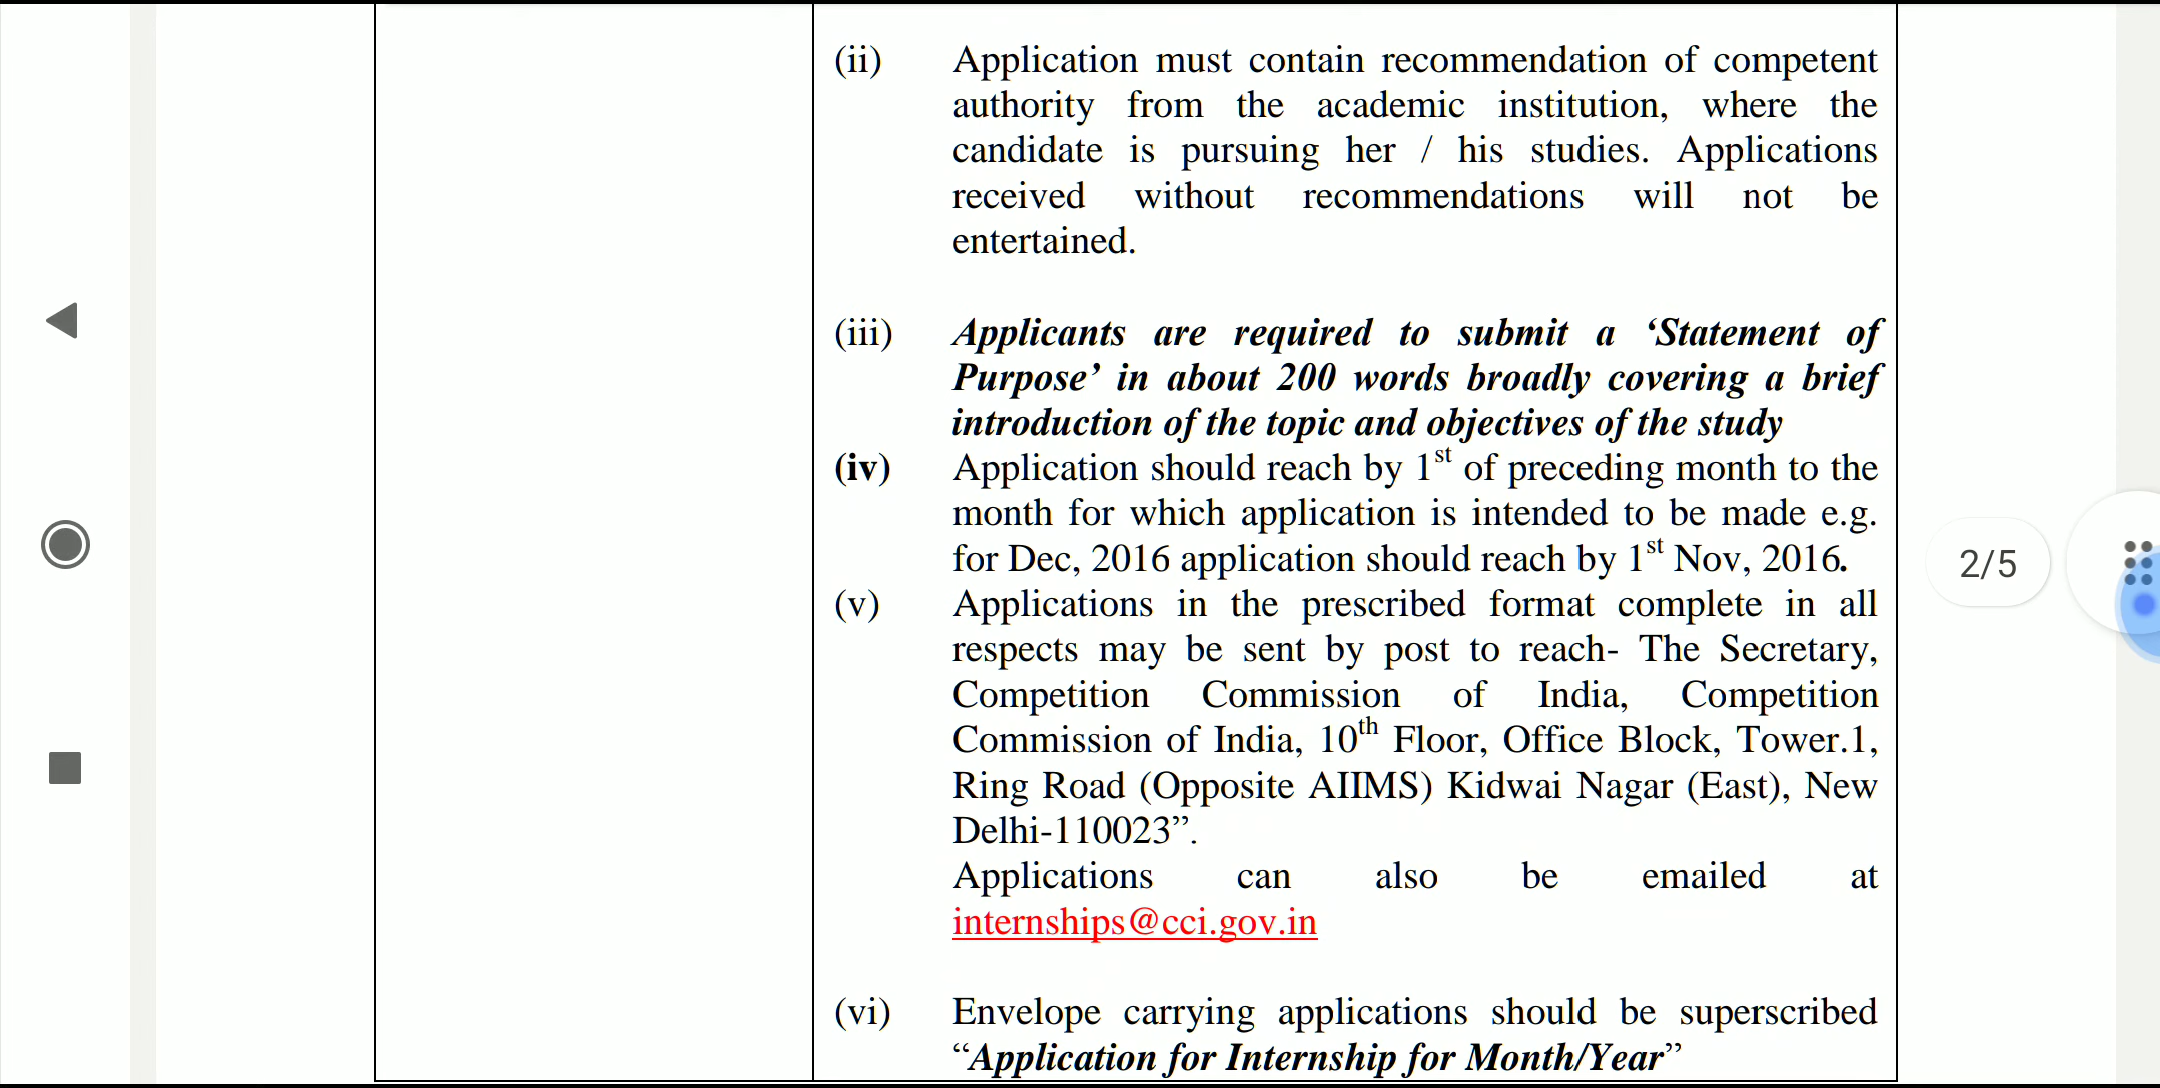 (ii) Application must contain recommendation of competent
authority from the academic institution, where the
candidate is pursuing her / his studies. Applications
received without recommendations will not be
entertained.
(iii) Applicants are required to submit a ‘Statement of
Purpose’ in about 200 words broadly covering a brief
introduction of the topic and objectives of the study
(iv) Application should reach by 1st of preceding month to the
month for which application is intended to be made e.g.
for Dec, 2016 application should reach by 1st Nov, 2016.
(v) Applications in the prescribed format complete in all
respects may be sent by post to reach- The Secretary,
Competition Commission of India, Competition
Commission of India, 10th Floor, Office Block, Tower.1,
Ring Road (Opposite AIIMS) Kidwai Nagar (East), New
Delhi-110023”.
Applications can also be emailed at
internships@cci.gov.in
(vi) Envelope carrying applications should be superscribed
“Application for Internship for Month/Year”
2/5